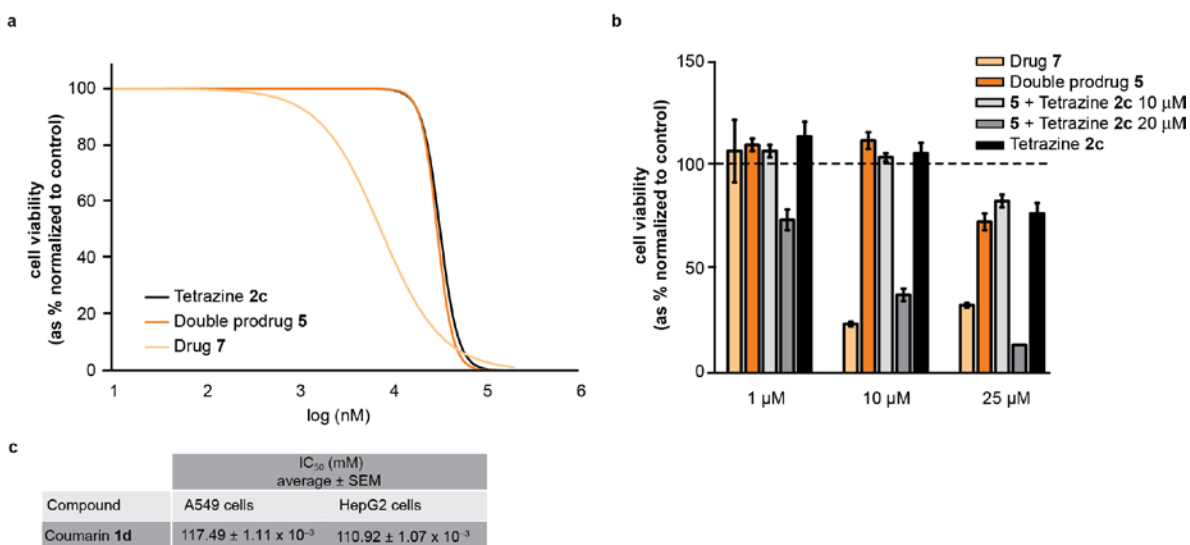 a
cell viability
(as % normalized to control)
100
80
60
40
20
0
Tetrazine 2c
Double prodrug 5
Drug 7
1 2 3 4 5 6
log (nM)
b
cell viability
(as % normalized to control)
150
100
50
0
Drug 7
Double prodrug 5
5 + Tetrazine 2c 10 µM
5 + Tetrazine 2c 20 µM
Tetrazine 2c
1 µM 10 µM 25 µM
c
IC₅₀ (mM)
average ± SEM
Compound A549 cells HepG2 cells
Coumarin 1d 117.49 ± 1.11 x 10⁻³ 110.92 ± 1.07 x 10⁻³